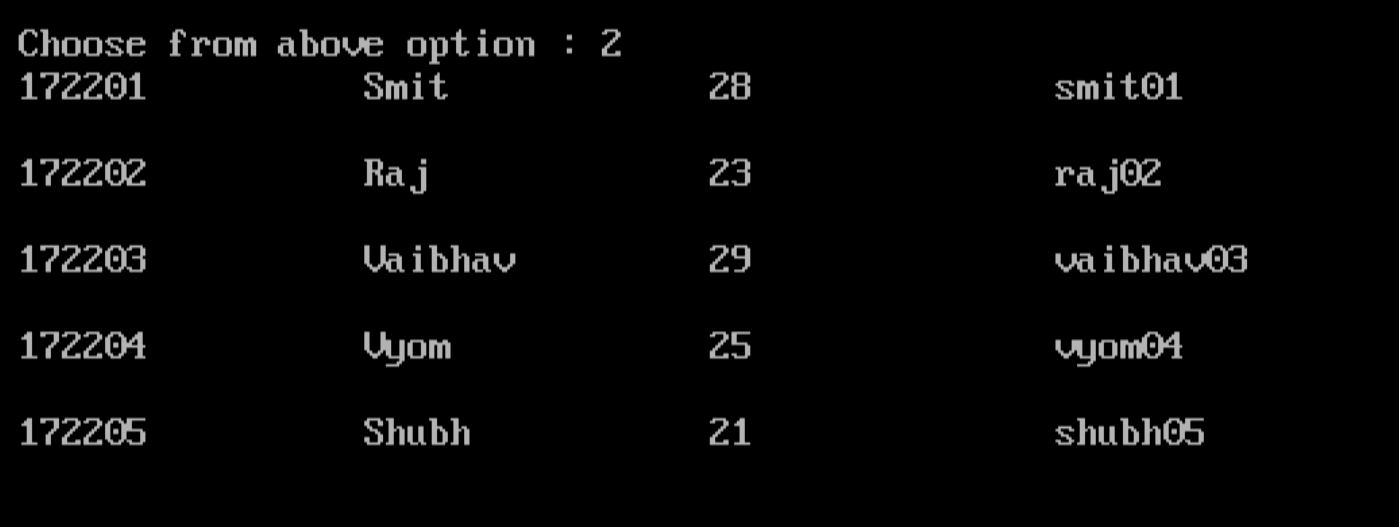 Choose from above option : 2
172201 Smit 28 smit01
172202 Raj 23 raj02
172203 Vaibhav 29 vaibhav03
172204 Vyom 25 vyom04
172205 Shubh 21 shubh05